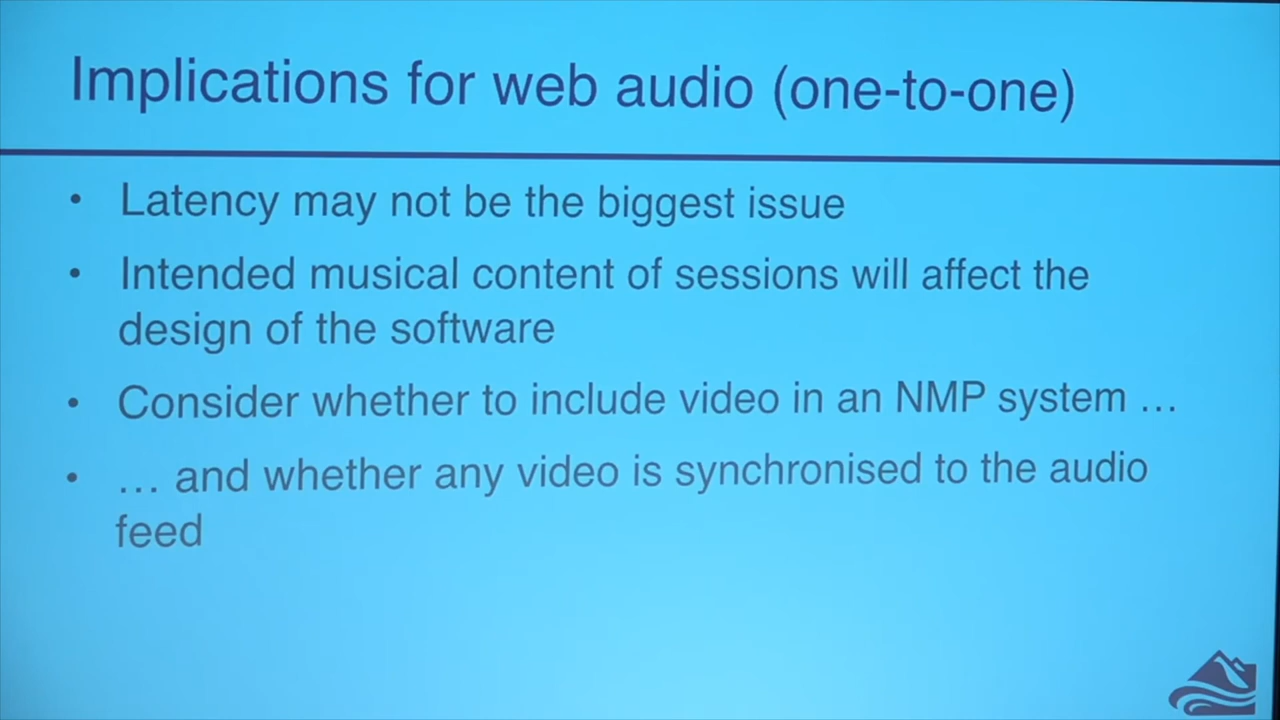 Implications for web audio (one-to-one)
• Latency may not be the biggest issue
• Intended musical content of sessions will affect the
design of the software
• Consider whether to include video in an NMP system …
• … and whether any video is synchronised to the audio
feed